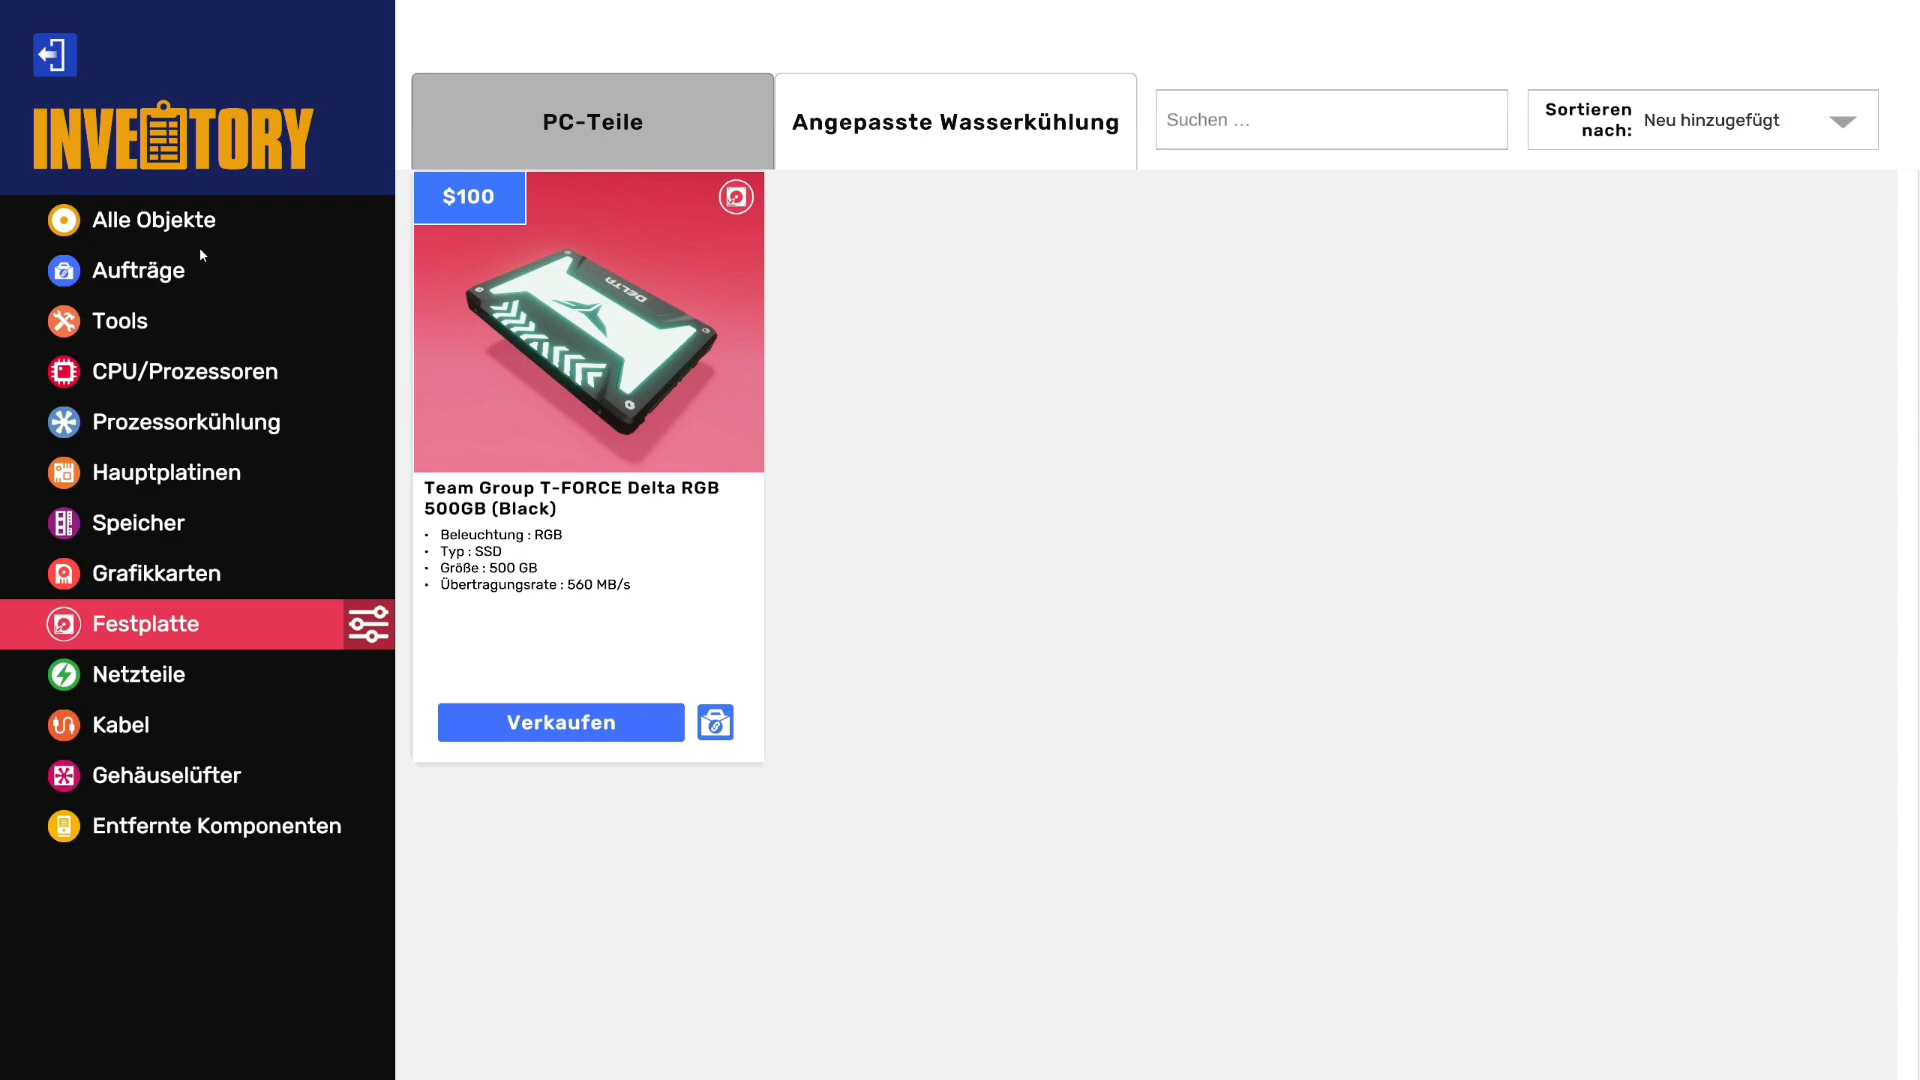 INVENTORY
PC-Teile
Angepasste Wasserkühlung
Suchen ...
Sortieren
nach:
Neu hinzugefügt
Alle Objekte
Aufträge
Tools
CPU/Prozessoren
Prozessorkühlung
Hauptplatinen
Speicher
Grafikkarten
Festplatte
Netzteile
Kabel
Gehäuselüfter
Entfernte Komponenten
$100
DELTA
Team Group T-FORCE Delta RGB
500GB (Black)
• Beleuchtung : RGB
• Typ : SSD
• Größe : 500 GB
• Übertragungsrate : 560 MB/s
Verkaufen